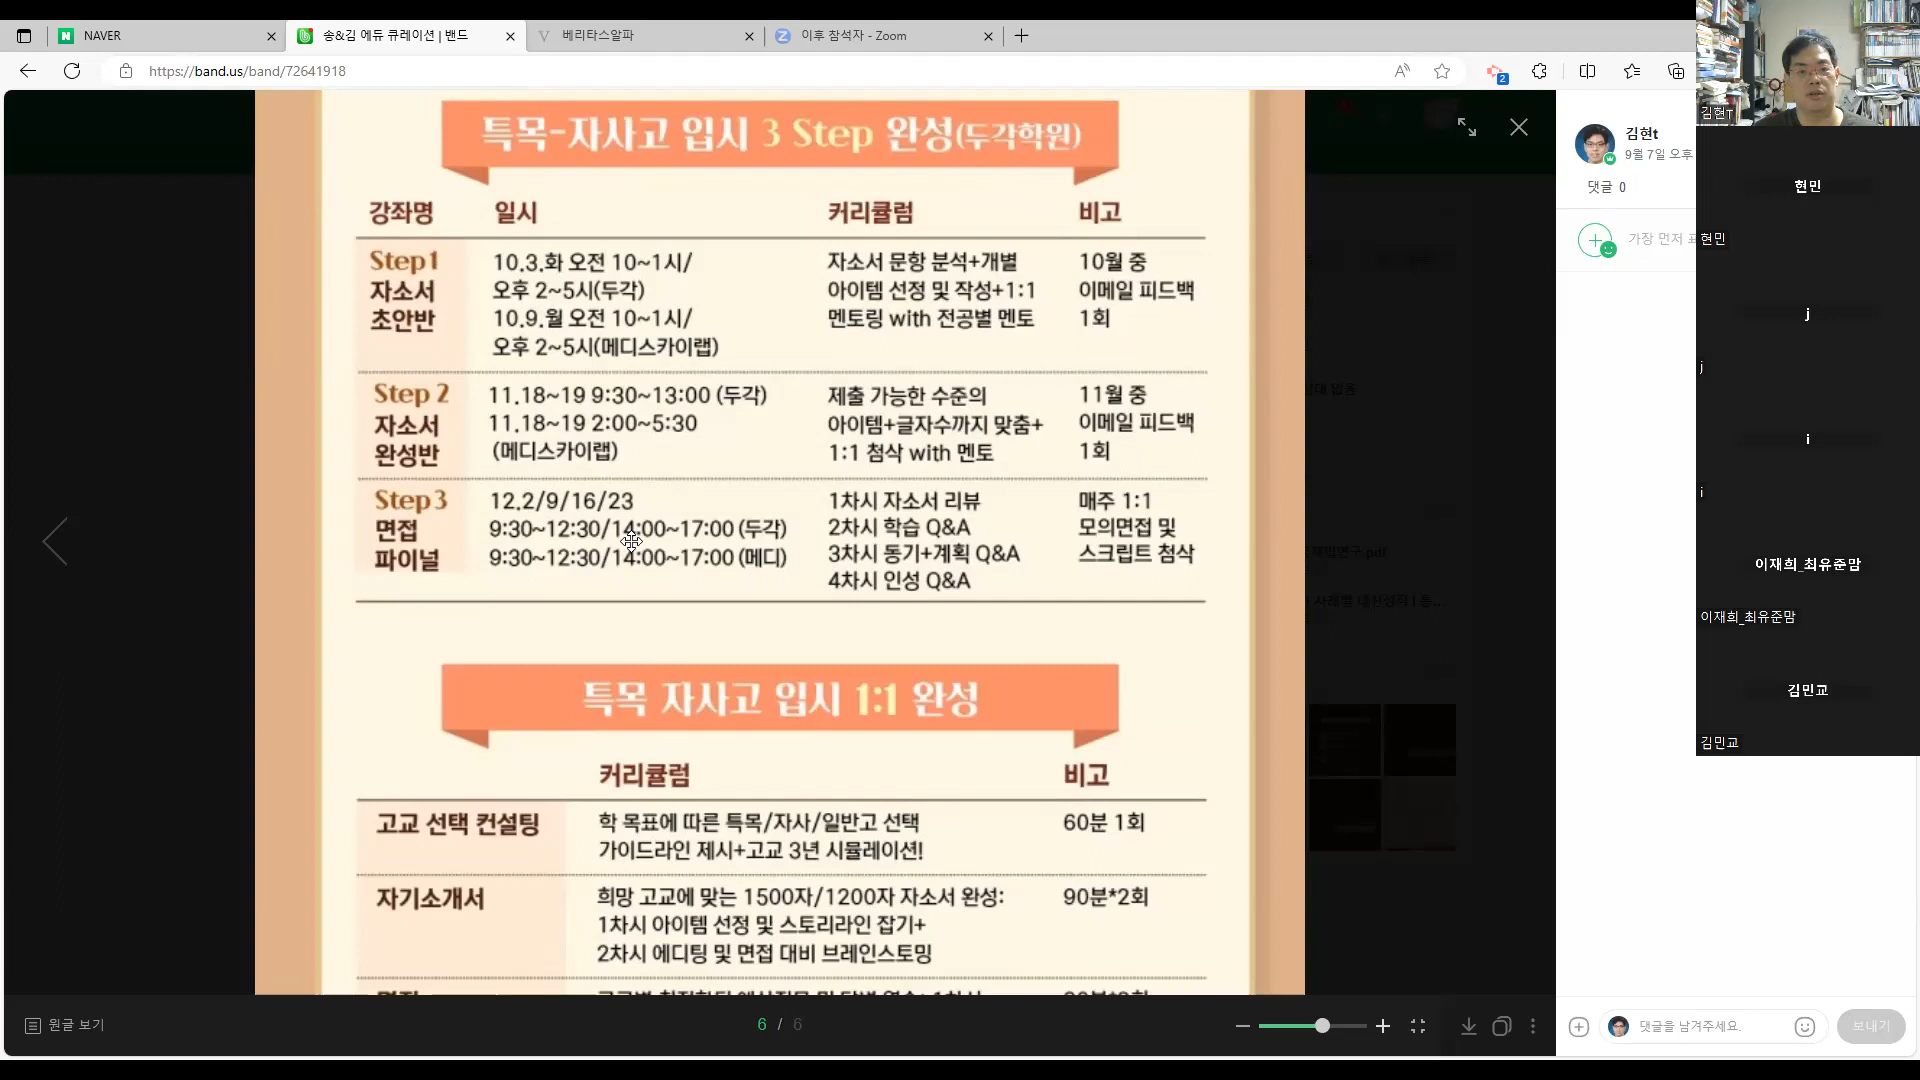 NAVER
송&김 에듀 큐레이션 | 밴드
베리타스알파
이후 참석자 - Zoom
https://band.us/band/72641918
특목-자사고 입시 3 Step 완성(두각학원)
강좌명 일시 커리큘럼 비고
Step1
자소서
초안반
10.3.화 오전 10~1시/
오후 2~5시(두각)
10.9.월 오전 10~1시/
오후 2~5시(메디스카이랩)
자소서 문항 분석+개별
아이템 선정 및 작성+1:1
멘토링 with 전공별 멘토
10월 중
이메일 피드백
1회
Step 2
자소서
완성반
11.18~19 9:30~13:00 (두각)
11.18~19 2:00~5:30
(메디스카이랩)
제출 가능한 수준의
아이템+글자수까지 맞춤+
1:1 첨삭 with 멘토
11월 중
이메일 피드백
1회
Step 3
면접
파이널
12.2/9/16/23
9:30~12:30/14:00~17:00 (두각)
9:30~12:30/14:00~17:00 (메디)
1차시 자소서 리뷰
2차시 학습 Q&A
3차시 동기+계획 Q&A
4차시 인성 Q&A
매주 1:1
모의면접 및
스크립트 첨삭
특목 자사고 입시 1:1 완성
커리큘럼 비고
고교 선택 컨설팅
학 목표에 따른 특목/자사/일반고 선택
가이드라인 제시+고교 3년 시뮬레이션!
60분 1회
자기소개서
희망 고교에 맞는 1500자/1200자 자소서 완성:
1차시 아이템 선정 및 스토리라인 잡기+
2차시 에디팅 및 면접 대비 브레인스토밍
90분*2회
원글 보기
6 / 6
김현t
9월 7일 오후
댓글 0
가장 먼저
댓글을 남겨주세요.
보내기
김현T
현민
현민
j
j
i
i
이재희_최유준맘
이재희_최유준맘
김민교
김민교